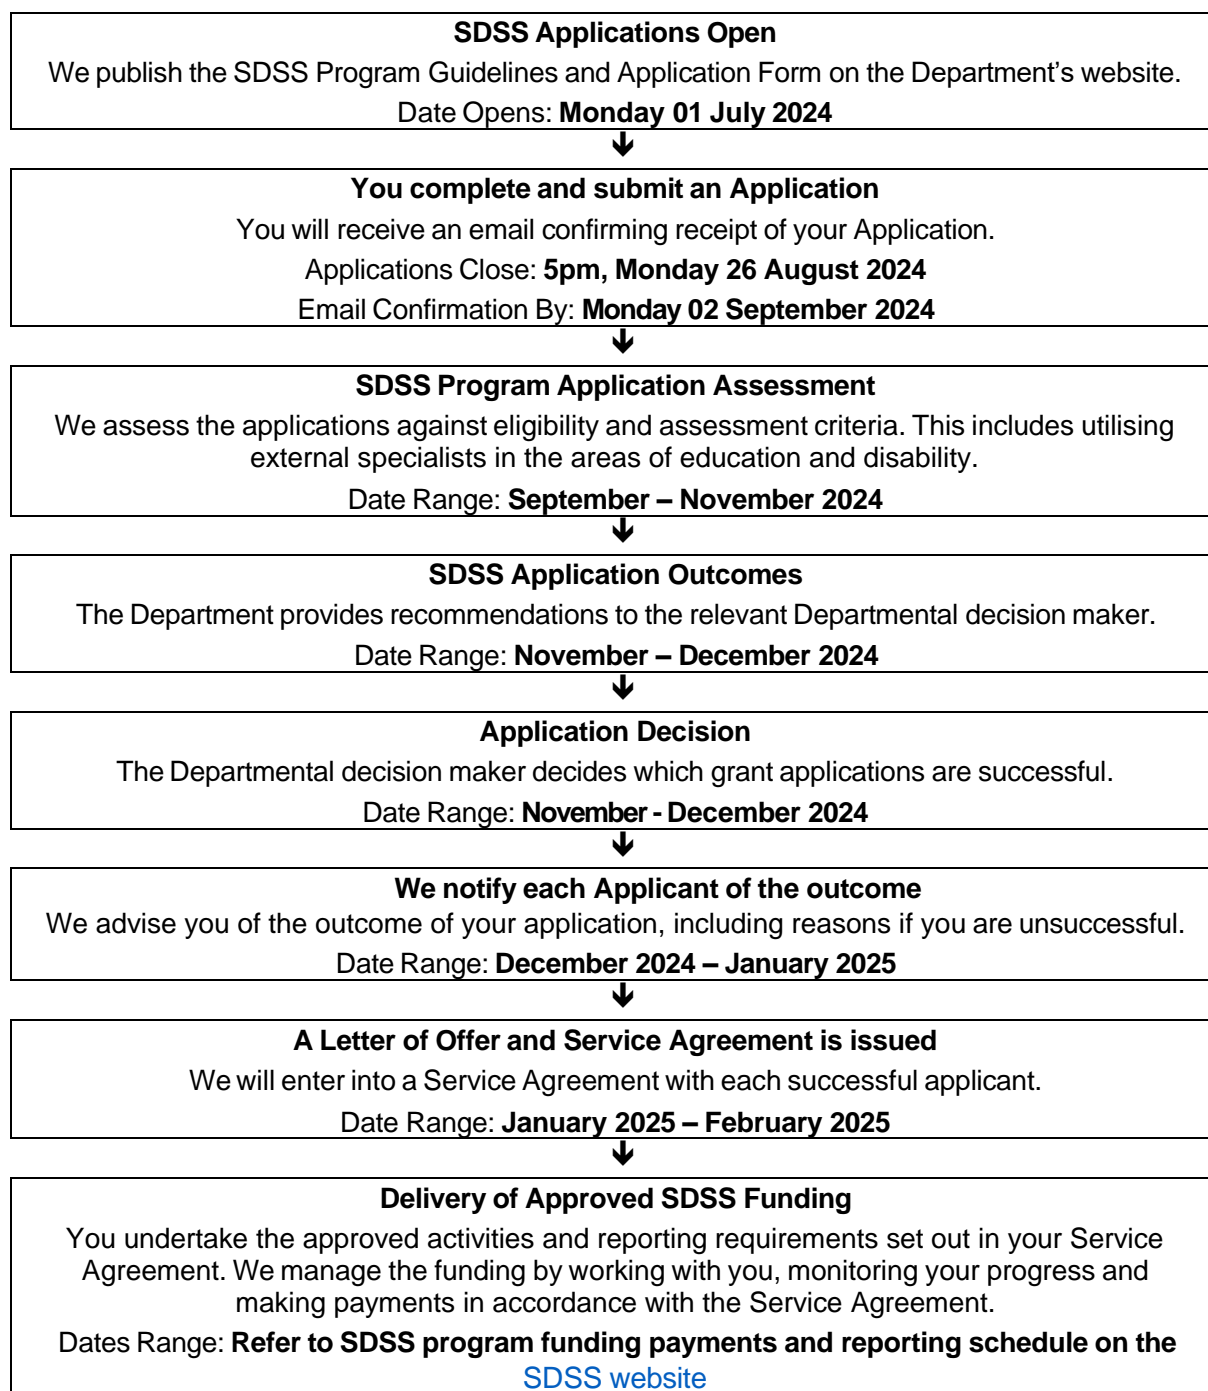 SDSS Applications Open
We publish the SDSS Program Guidelines and Application Form on the Department’s website.
Date Opens: Monday 01 July 2024
You complete and submit an Application
You will receive an email confirming receipt of your Application.
Applications Close: 5pm, Monday 26 August 2024
Email Confirmation By: Monday 02 September 2024
SDSS Program Application Assessment
We assess the applications against eligibility and assessment criteria. This includes utilising
external specialists in the areas of education and disability.
Date Range: September – November 2024
SDSS Application Outcomes
The Department provides recommendations to the relevant Departmental decision maker.
Date Range: November – December 2024
Application Decision
The Departmental decision maker decides which grant applications are successful.
Date Range: November - December 2024
We notify each Applicant of the outcome
We advise you of the outcome of your application, including reasons if you are unsuccessful.
Date Range: December 2024 – January 2025
A Letter of Offer and Service Agreement is issued
We will enter into a Service Agreement with each successful applicant.
Date Range: January 2025 – February 2025
Delivery of Approved SDSS Funding
You undertake the approved activities and reporting requirements set out in your Service
Agreement. We manage the funding by working with you, monitoring your progress and
making payments in accordance with the Service Agreement.
Dates Range: Refer to SDSS program funding payments and reporting schedule on the
SDSS website